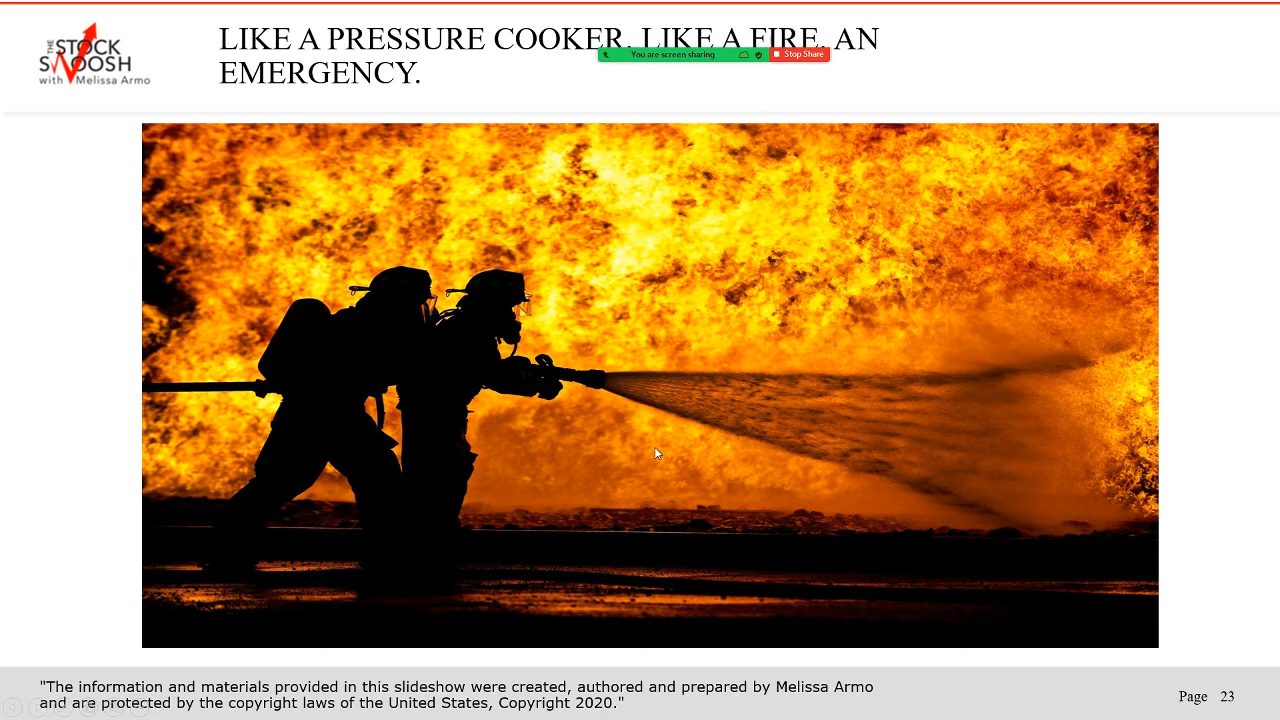 THE
STOCK
SWOOSH
with Melissa Armo
LIKE A PRESSURE COOKER, LIKE A FIRE, AN
EMERGENCY.
You are screen sharing
Stop Share
"The information and materials provided in this slideshow were created, authored and prepared by Melissa Armo
and are protected by the copyright laws of the United States, Copyright 2020."
Page 23